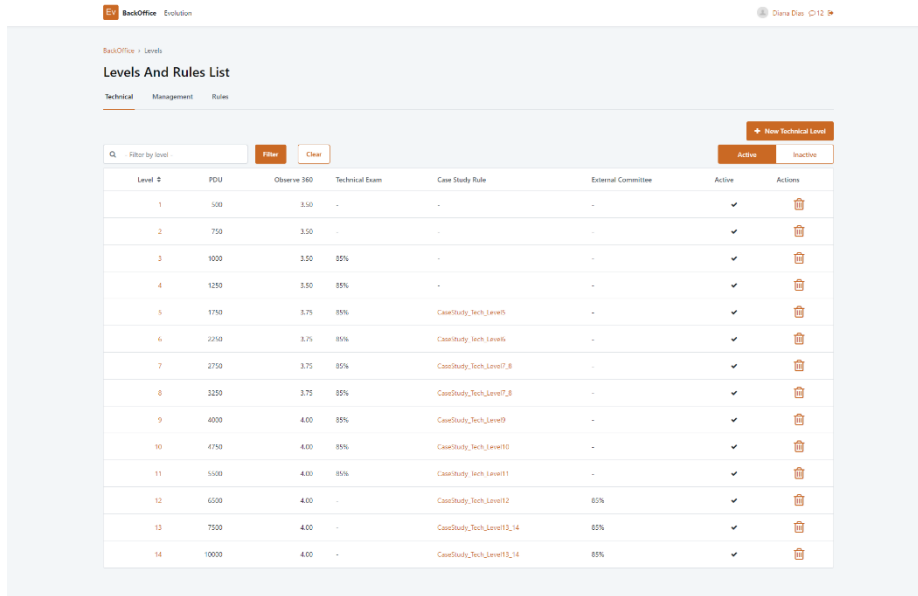 Ev BackOffice Evolution Diana Dias 12
BackOffice › Levels
Levels And Rules List
Technical Management Rules
+ New Technical Level
Filter by level Filter Clear Active Inactive
Level PDU Observe 360 Technical Exam Case Study Rule External Committee Active Actions
1 500 3.50 - - -
2 750 3.50 - - -
3 1000 3.50 85% - -
4 1250 3.50 85% - -
5 1750 3.75 85% CaseStudy_Tech_Level5 -
6 2250 3.75 85% CaseStudy_Tech_Level6 -
7 2750 3.75 85% CaseStudy_Tech_Level7_8 -
8 3250 3.75 85% CaseStudy_Tech_Level7_8 -
9 4000 4.00 85% CaseStudy_Tech_Level9 -
10 4750 4.00 85% CaseStudy_Tech_Level10 -
11 5500 4.00 85% CaseStudy_Tech_Level11 -
12 6500 4.00 - CaseStudy_Tech_Level12 85%
13 7500 4.00 - CaseStudy_Tech_Level13_14 85%
14 10000 4.00 - CaseStudy_Tech_Level13_14 85%